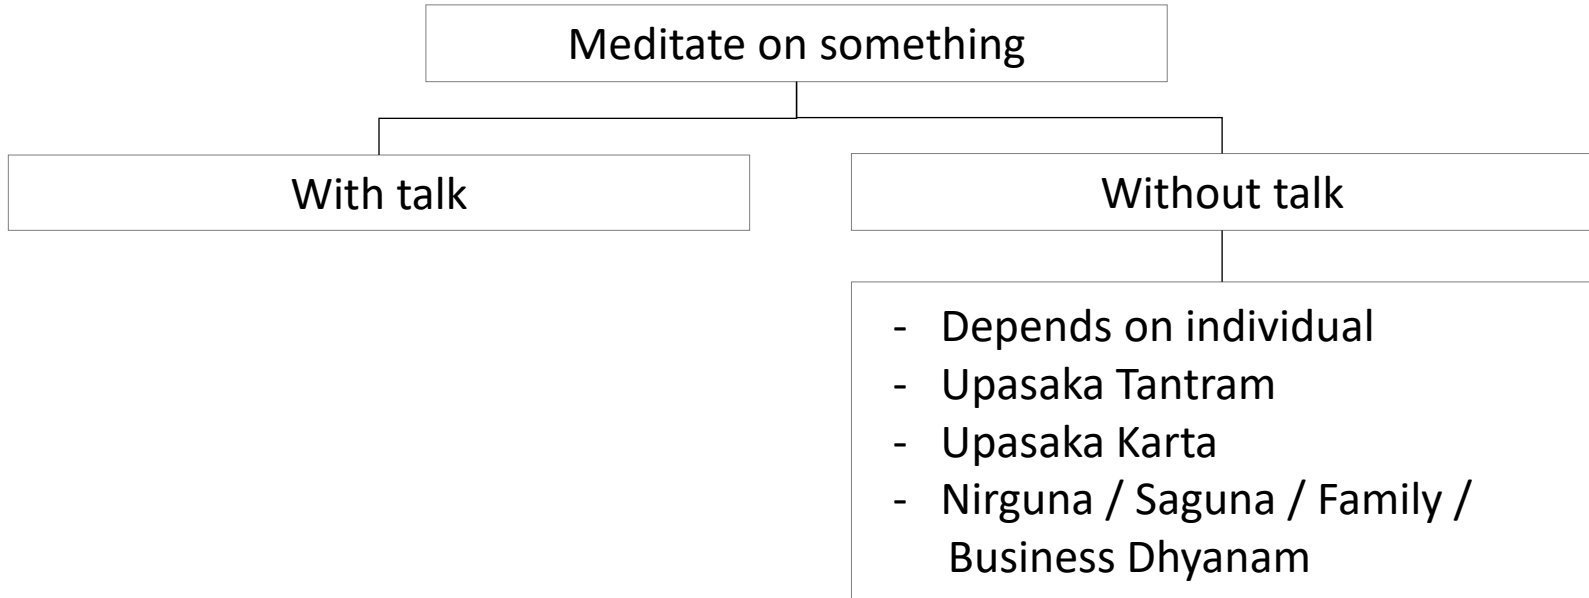 Meditate on something
With talk
Without talk
- Depends on individual
- Upasaka Tantram
- Upasaka Karta
- Nirguna / Saguna / Family /
Business Dhyanam